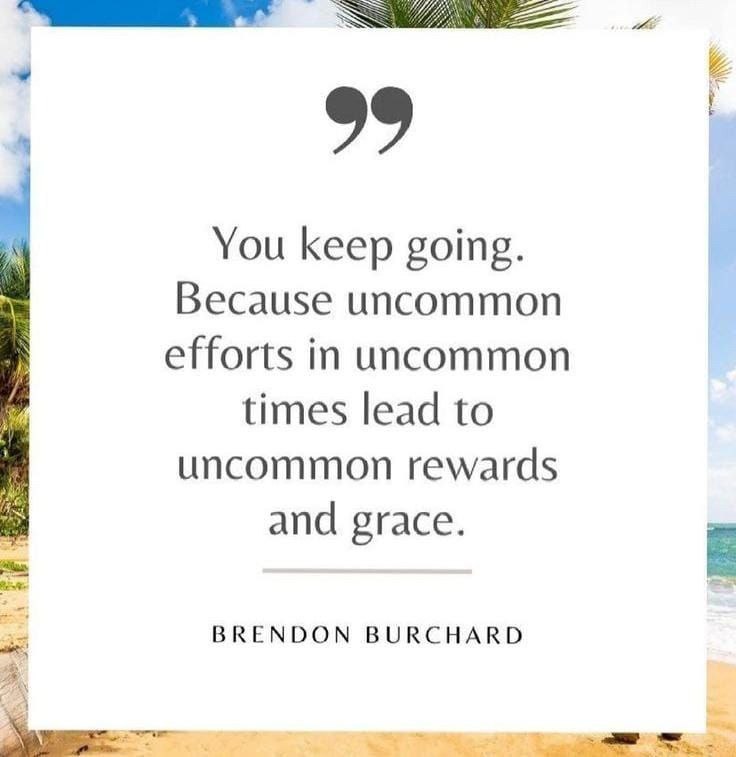 ”
You keep going.
Because uncommon
efforts in uncommon
times lead to
uncommon rewards
and grace.
BRENDON BURCHARD